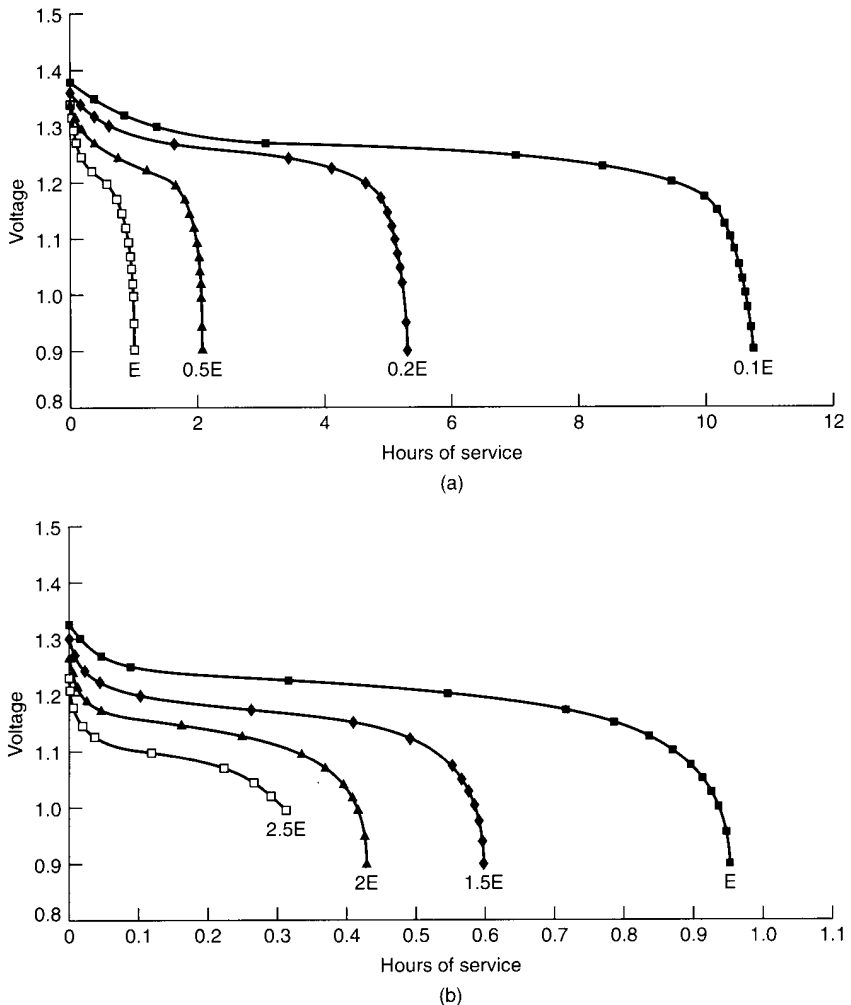 1.5
1.4
1.3
1.2
1.1
1.0
0.9
0.8
Voltage
E
0.5E
0.2E
0.1E
0 2 4 6 8 10 12
Hours of service
(a)
1.5
1.4
1.3
1.2
1.1
1.0
0.9
0.8
Voltage
2.5E
2E
1.5E
E
0 0.1 0.2 0.3 0.4 0.5 0.6 0.7 0.8 0.9 1.0 1.1
Hours of service
(b)